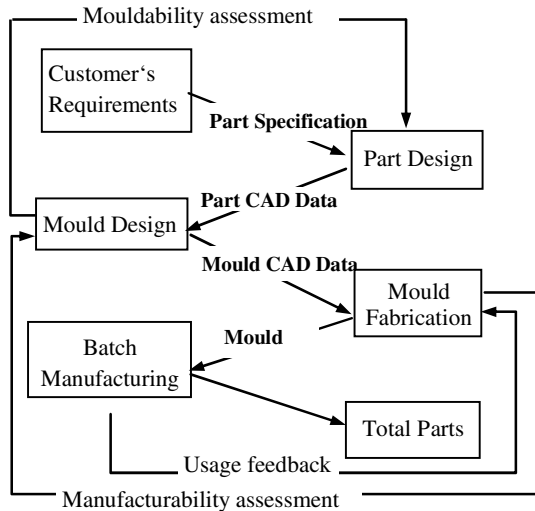 Mouldability assessment
Customer‘s
Requirements
Part Specification
Part Design
Part CAD Data
Mould Design
Mould CAD Data
Mould
Fabrication
Mould
Batch
Manufacturing
Total Parts
Usage feedback
Manufacturability assessment